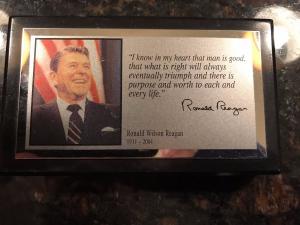 "I know in my heart that man is good.
that what is right will always
eventually triumph and there is
purpose and worth to each and
every life."
Ronald Reagan
Ronald Wilson Reagan
1911 - 2004